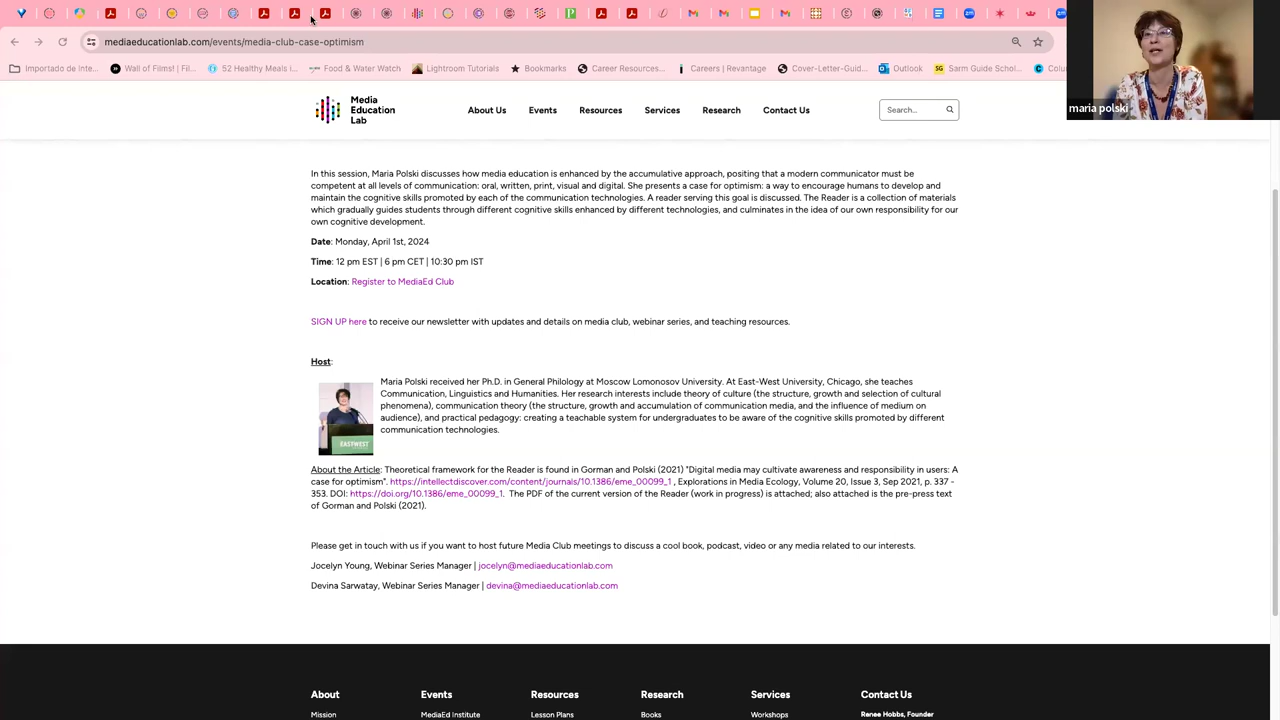 mediaeducationlab.com/events/media-club-case-optimism
Importado de Inte... Wall of Films! | Fil... S2 Healthy Meals i... Food & Water Watch Lightroom Tutorials Bookmarks Career Resources... Careers | Revantage Cover-Letter-Guid... Outlook Sarm Guide Schol... Colu
maria polski
Media
Education
Lab
About Us Events Resources Services Research Contact Us Search...
In this session, Maria Polski discusses how media education is enhanced by the accumulative approach, positing that a modern communicator must be
competent at all levels of communication: oral, written, print, visual and digital. She presents a case for optimism: a way to encourage humans to develop and
maintain the cognitive skills promoted by each of the communication technologies. A reader serving this goal is discussed. The Reader is a collection of materials
which gradually guides students through different cognitive skills enhanced by different technologies, and culminates in the idea of our own responsibility for our
own cognitive development.
Date: Monday, April 1st, 2024
Time: 12 pm EST | 6 pm CET | 10:30 pm IST
Location: Register to MediaEd Club
SIGN UP here to receive our newsletter with updates and details on media club, webinar series, and teaching resources.
Host:
Maria Polski received her Ph.D. in General Philology at Moscow Lomonosov University. At East-West University, Chicago, she teaches
Communication, Linguistics and Humanities. Her research interests include theory of culture (the structure, growth and selection of cultural
phenomena), communication theory (the structure, growth and accumulation of communication media, and the influence of medium on
audience), and practical pedagogy: creating a teachable system for undergraduates to be aware of the cognitive skills promoted by different
communication technologies.
EASTWEST
About the Article: Theoretical framework for the Reader is found in Gorman and Polski (2021) "Digital media may cultivate awareness and responsibility in users: A
case for optimism". https://intellectdiscover.com/content/journals/10.1386/eme_00099_1 , Explorations in Media Ecology, Volume 20, Issue 3, Sep 2021, p. 337 -
353. DOI: https://doi.org/10.1386/eme_00099_1. The PDF of the current version of the Reader (work in progress) is attached; also attached is the pre-press text
of Gorman and Polski (2021).
Please get in touch with us if you want to host future Media Club meetings to discuss a cool book, podcast, video or any media related to our interests.
Jocelyn Young, Webinar Series Manager | jocelyn@mediaeducationlab.com
Devina Sarwatay, Webinar Series Manager | devina@mediaeducationlab.com
About Events Resources Research Services Contact Us
Mission MediaEd Institute Lesson Plans Books Workshops Renee Hobbs, Founder